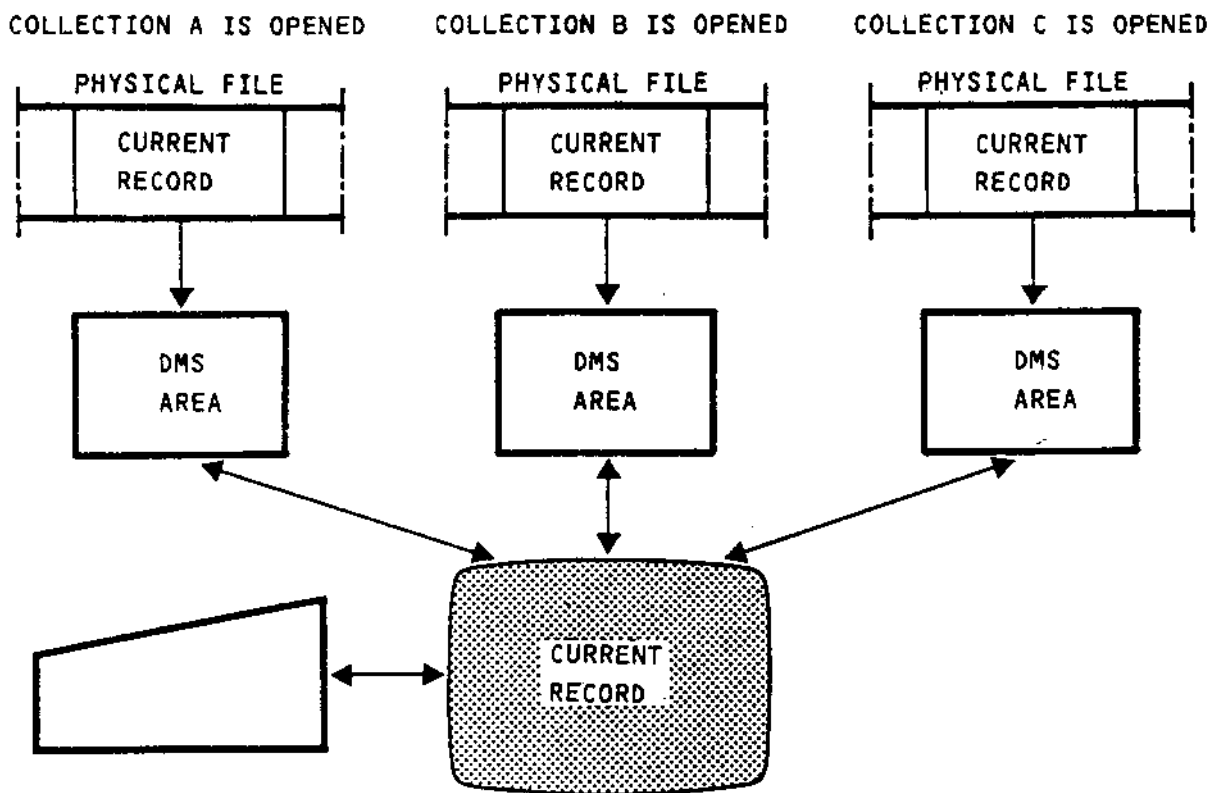 COLLECTION A IS OPENED
COLLECTION B IS OPENED
COLLECTION C IS OPENED
PHYSICAL FILE
PHYSICAL FILE
PHYSICAL FILE
CURRENT
RECORD
CURRENT
RECORD
CURRENT
RECORD
DMS
AREA
DMS
AREA
DMS
AREA
CURRENT
RECORD